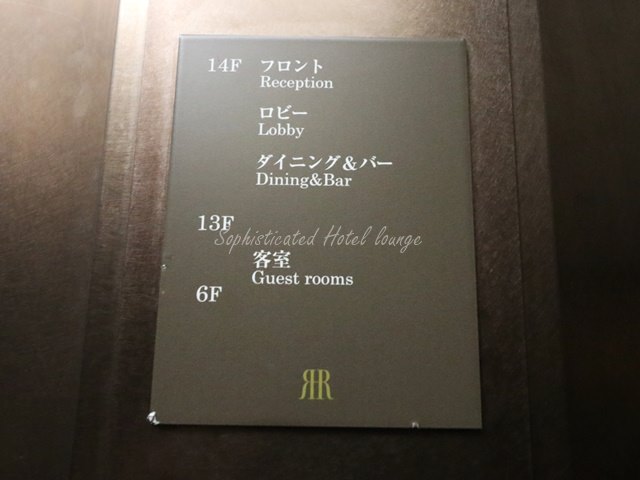 14F フロント
Reception
ロビー
Lobby
ダイニング&バー
Dining&Bar
13F
Sophisticated Hotel lounge
客室
Guest rooms
6F
RR